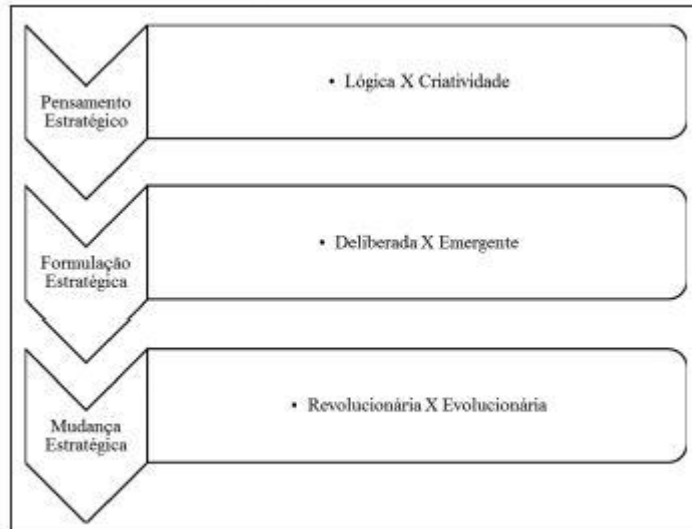 Pensamento
Estratégico
• Lógica X Criatividade
Formulação
Estratégica
• Deliberada X Emergente
Mudança
Estratégica
• Revolucionária X Evolucionária